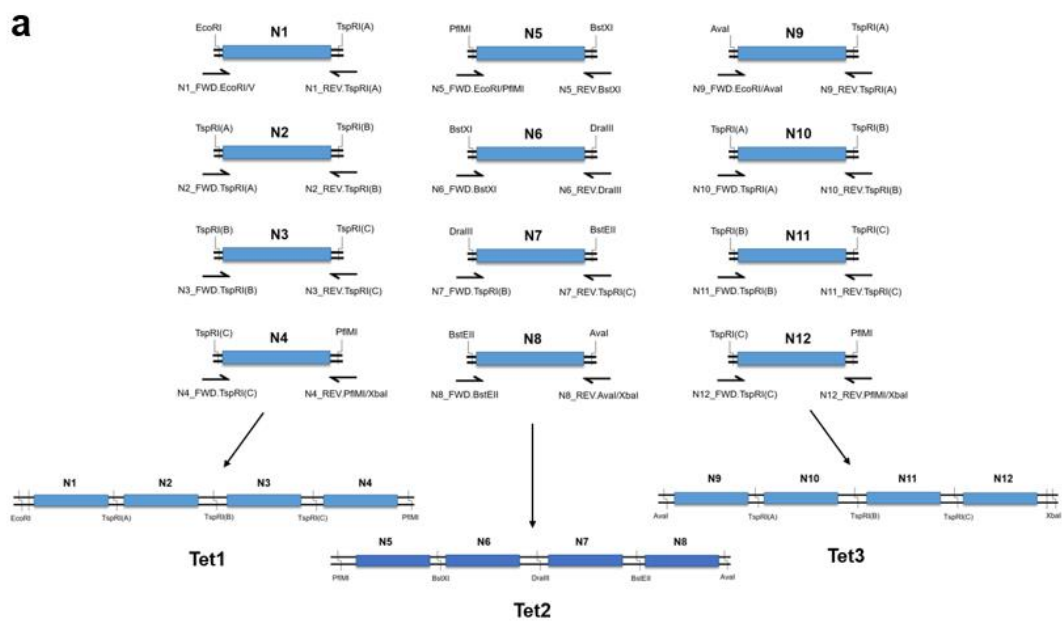 a
EcoRI N1 TspRI(A)
N1_FWD.EcoRI/V N1_REV.TspRI(A)
PflMI N5 BstXI
N5_FWD.EcoRI/PflMI N5_REV.BstXI
AvaI N9 TspRI(A)
N9_FWD.EcoRI/AvaI N9_REV.TspRI(A)
TspRI(A) N2 TspRI(B)
N2_FWD.TspRI(A) N2_REV.TspRI(B)
BstXI N6 DraIII
N6_FWD.BstXI N6_REV.DraIII
TspRI(A) N10 TspRI(B)
N10_FWD.TspRI(A) N10_REV.TspRI(B)
TspRI(B) N3 TspRI(C)
N3_FWD.TspRI(B) N3_REV.TspRI(C)
DraIII N7 BstEII
N7_FWD.TspRI(B) N7_REV.TspRI(C)
TspRI(B) N11 TspRI(C)
N11_FWD.TspRI(B) N11_REV.TspRI(C)
TspRI(C) N4 PflMI
N4_FWD.TspRI(C) N4_REV.PflMI/XbaI
BstEII N8 AvaI
N8_FWD.BstEII N8_REV.AvaI/XbaI
TspRI(C) N12 PflMI
N12_FWD.TspRI(C) N12_REV.PflMI/XbaI
N1 N2 N3 N4
EcoRI TspRI(A) TspRI(B) TspRI(C) PflMI
Tet1
N5 N6 N7 N8
PflMI BstXI DraIII BstEII AvaI
Tet2
N9 N10 N11 N12
AvaI TspRI(A) TspRI(B) TspRI(C) XbaI
Tet3